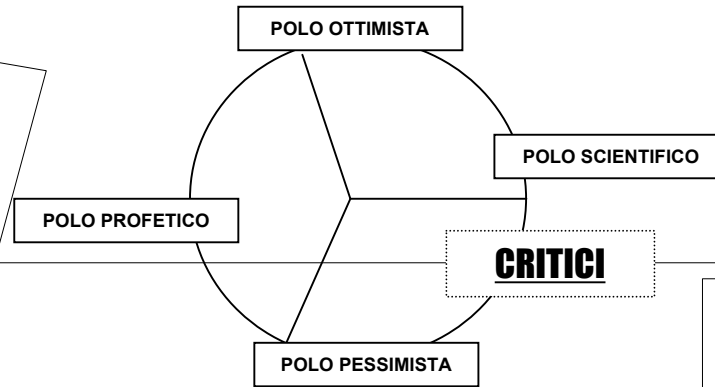 POLO OTTIMISTA
POLO SCIENTIFICO
POLO PROFETICO
CRITICI
POLO PESSIMISTA